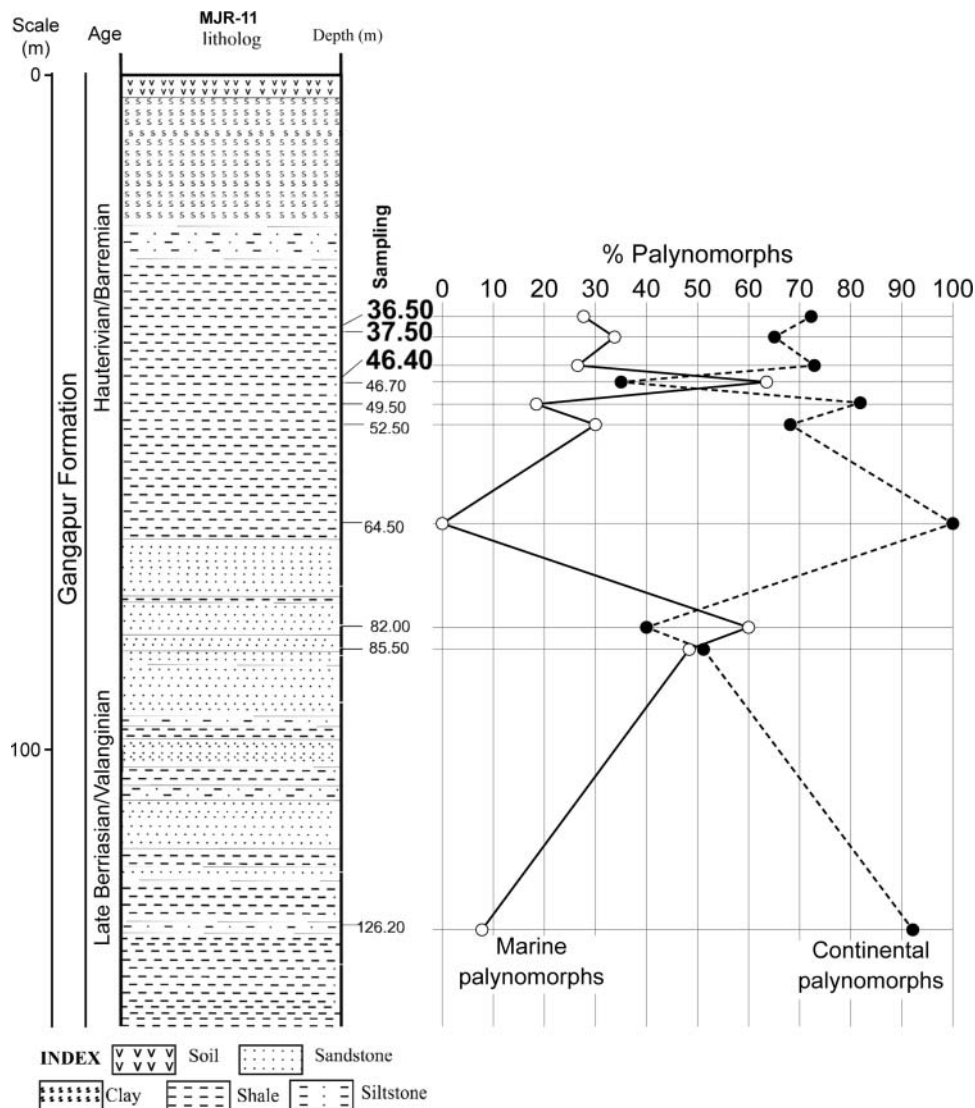 Scale
(m)
Age
MJR-11
litholog
Depth (m)
0
100
Gangapur Formation
Hauterivian/Barremian
Late Berriasian/Valanginian
Sampling
36.50
37.50
46.40
46.70
49.50
52.50
64.50
82.00
85.50
126.20
% Palynomorphs
0 10 20 30 40 50 60 70 80 90 100
Marine
palynomorphs
Continental
palynomorphs
INDEX
Soil
Sandstone
Clay
Shale
Siltstone